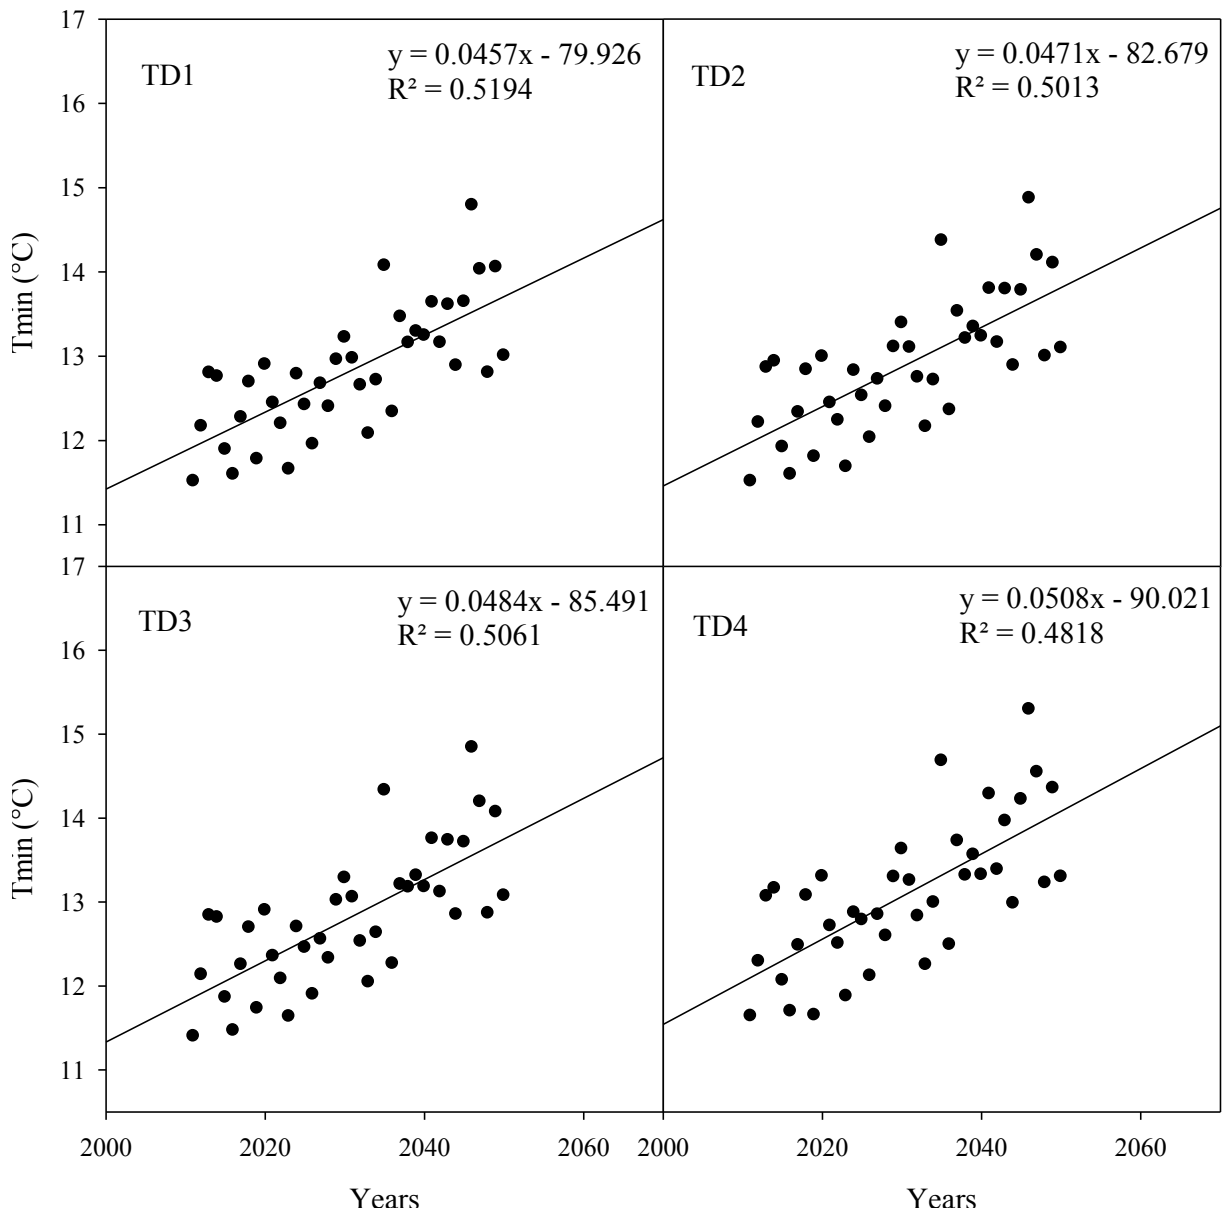 17
y = 0.0457x - 79.926
TD1
R² = 0.5194
y = 0.0471x - 82.679
TD2
R² = 0.5013
16
15
14
13
12
11
Tmin (°C)
17
y = 0.0484x - 85.491
TD3
R² = 0.5061
y = 0.0508x - 90.021
TD4
R² = 0.4818
16
15
14
13
12
11
Tmin (°C)
2000 2020 2040 2060 2000 2020 2040 2060
Years Years